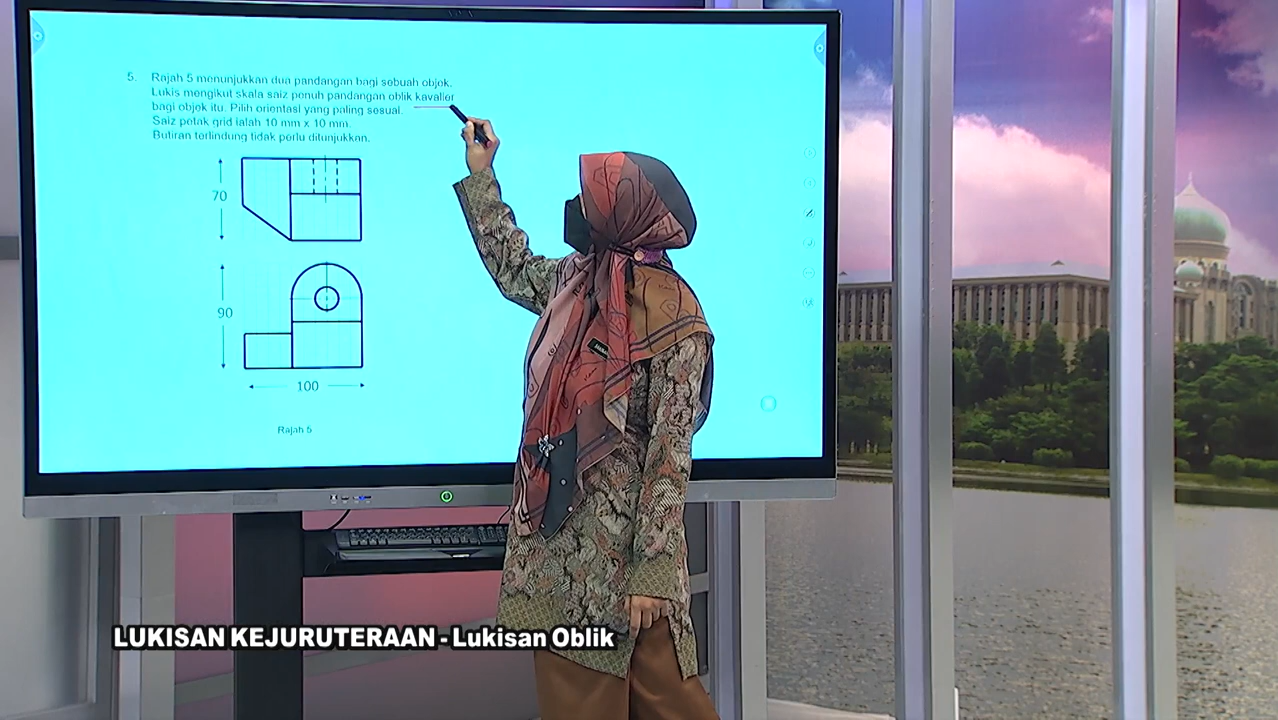 5. Rajah 5 menunjukkan dua pandangan bagi sebuah objek.
Lukis mengikut skala saiz penuh pandangan oblik kavalier
bagi objek itu. Pilih orientasi yang paling sesuai.
Saiz petak grid ialah 10 mm x 10 mm.
Butiran terlindung tidak perlu ditunjukkan.
70
90
100
Rajah 5
LUKISAN KEJURUTERAAN - Lukisan Oblik